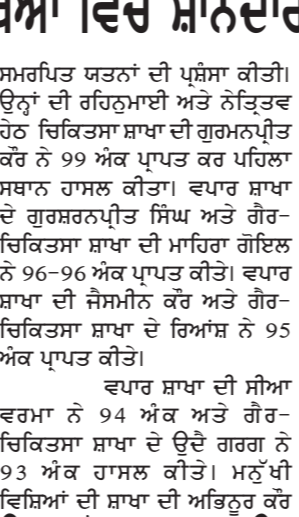 ਵਿੱਚ ਸ਼ਾਨਦਾਰ
ਸਮਰਪਿਤ ਯਤਨਾਂ ਦੀ ਪ੍ਰਸ਼ੰਸਾ ਕੀਤੀ।
ਉਨ੍ਹਾਂ ਦੀ ਰਹਿਨੁਮਾਈ ਅਤੇ ਨੇਤ੍ਰਿਤਵ
ਹੇਠ ਚਿਕਿਤਸਾ ਸ਼ਾਖਾ ਦੀ ਗੁਰਮਨਪ੍ਰੀਤ
ਕੌਰ ਨੇ 99 ਅੰਕ ਪ੍ਰਾਪਤ ਕਰ ਪਹਿਲਾ
ਸਥਾਨ ਹਾਸਲ ਕੀਤਾ। ਵਪਾਰ ਸ਼ਾਖਾ
ਦੇ ਗੁਰਸ਼ਰਨਪ੍ਰੀਤ ਸਿੰਘ ਅਤੇ ਗੈਰ-
ਚਿਕਿਤਸਾ ਸ਼ਾਖਾ ਦੀ ਮਾਹਿਰਾ ਗੋਇਲ
ਨੇ 96-96 ਅੰਕ ਪ੍ਰਾਪਤ ਕੀਤੇ। ਵਪਾਰ
ਸ਼ਾਖਾ ਦੀ ਜੈਸਮੀਨ ਕੌਰ ਅਤੇ ਗੈਰ-
ਚਿਕਿਤਸਾ ਸ਼ਾਖਾ ਦੇ ਰਿਆਂਸ਼ ਨੇ 95
ਅੰਕ ਪ੍ਰਾਪਤ ਕੀਤੇ।
ਵਪਾਰ ਸ਼ਾਖਾ ਦੀ ਸੀਆ
ਵਰਮਾ ਨੇ 94 ਅੰਕ ਅਤੇ ਗੈਰ-
ਚਿਕਿਤਸਾ ਸ਼ਾਖਾ ਦੇ ਉਦੈ ਗਰਗ ਨੇ
93 ਅੰਕ ਹਾਸਲ ਕੀਤੇ। ਮਨੁੱਖੀ
ਵਿਸ਼ਿਆਂ ਦੀ ਸ਼ਾਖਾ ਦੀ ਅਭਿਨੂਰ ਕੌਰ